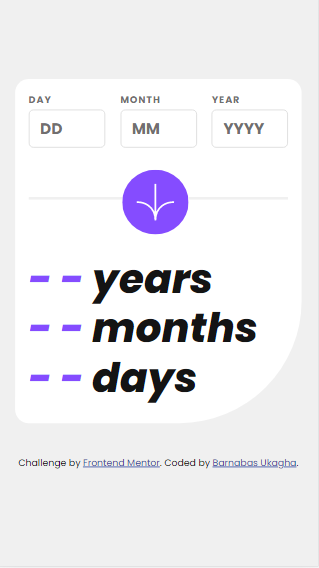 DAY MONTH YEAR
DD MM YYYY
- - years
- - months
- - days
Challenge by Frontend Mentor. Coded by Barnabas Ukagha.